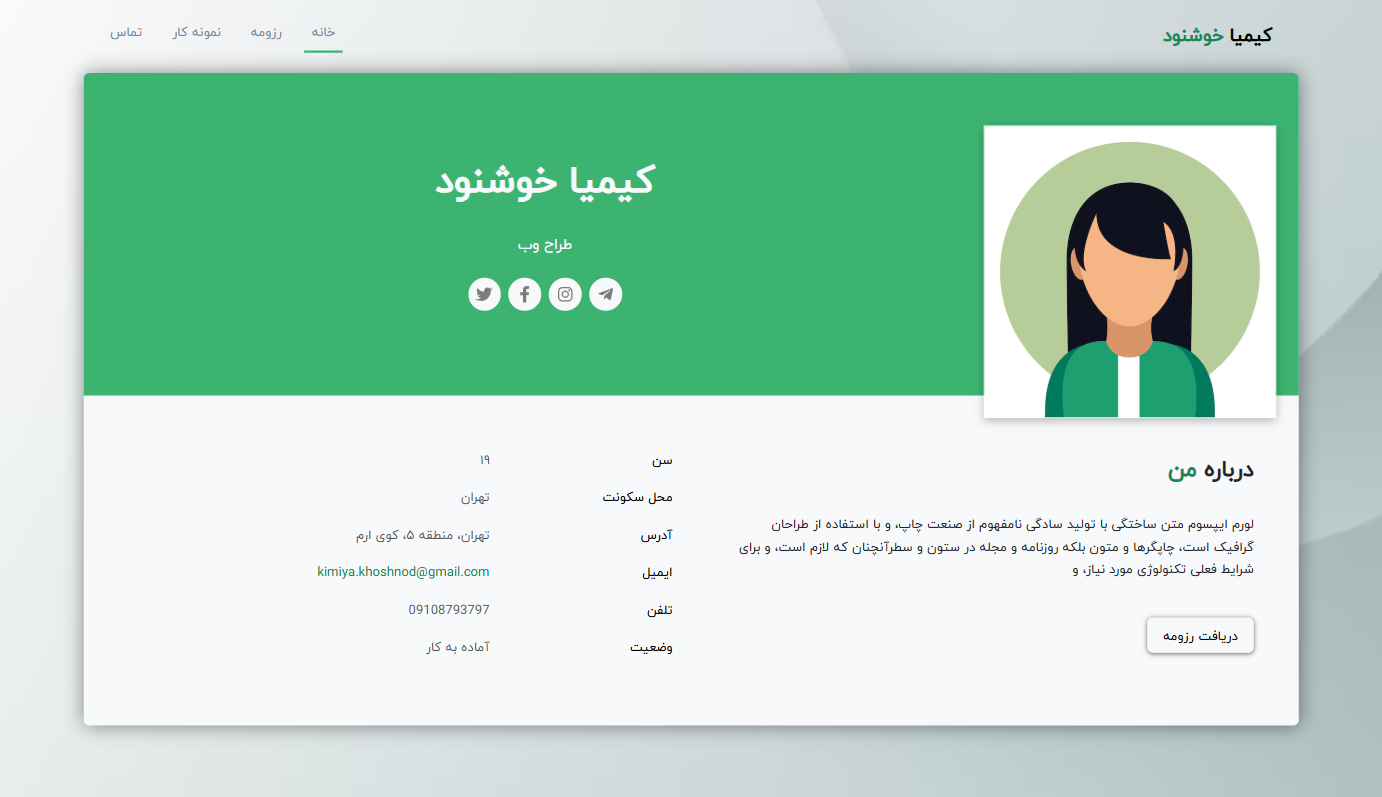 کیمیا خوشنود
خانه
رزومه
نمونه کار
تماس
کیمیا خوشنود
طراح وب
درباره من
لورم ایپسوم متن ساختگی با تولید سادگی نامفهوم از صنعت چاپ، و با استفاده از طراحان
گرافیک است، چاپگرها و متون بلکه روزنامه و مجله در ستون و سطرآنچنان که لازم است، و برای
شرایط فعلی تکنولوژی مورد نیاز، و
دریافت رزومه
سن ۱۹
محل سکونت تهران
آدرس تهران، منطقه ۵، کوی ارم
ایمیل kimiya.khoshnod@gmail.com
تلفن 09108793797
وضعیت آماده به کار